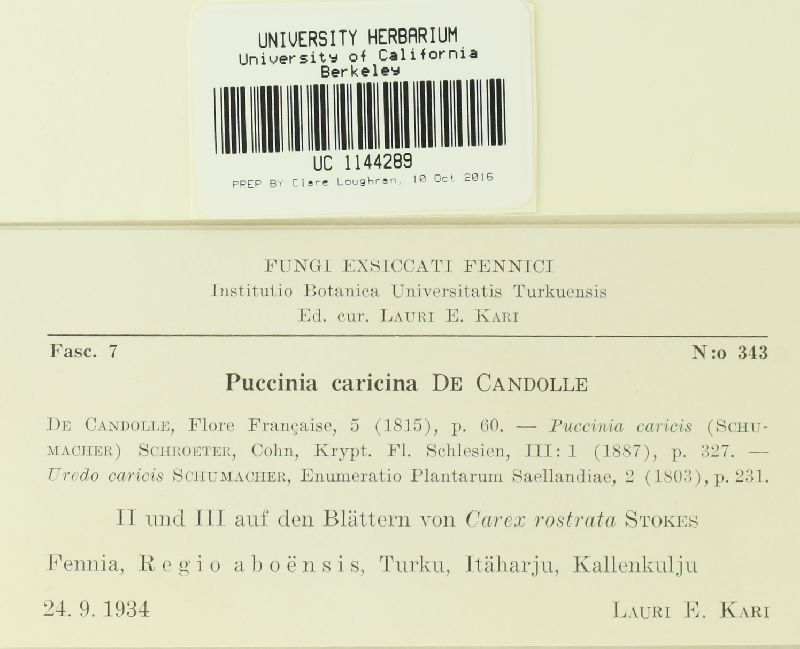 UNIVERSITY HERBARIUM
University of California
Berkeley
UC 1144289
PREP BY Clare Loughran, 10 Oct 2016
FUNGI EXSICCATI FENNICI
Institutio Botanica Universitatis Turkuensis
Ed. cur. LAURI E. KARI
Fasc. 7 N:o 343
Puccinia caricina DE CANDOLLE
DE CANDOLLE, Flore Française, 5 (1815), p. 60. — Puccinia caricis (SCHU-
MACHER) SCHROETER, Cohn, Krypt. Fl. Schlesien, III: 1 (1887), p. 327. —
Uredo caricis SCHUMACHER, Enumeratio Plantarum Saellandiae, 2 (1803), p. 231.
II und III auf den Blättern von Carex rostrata STOKES
Fennia, Regio aboënsis, Turku, Itäharju, Kallenkulju
24. 9. 1934 LAURI E. KARI